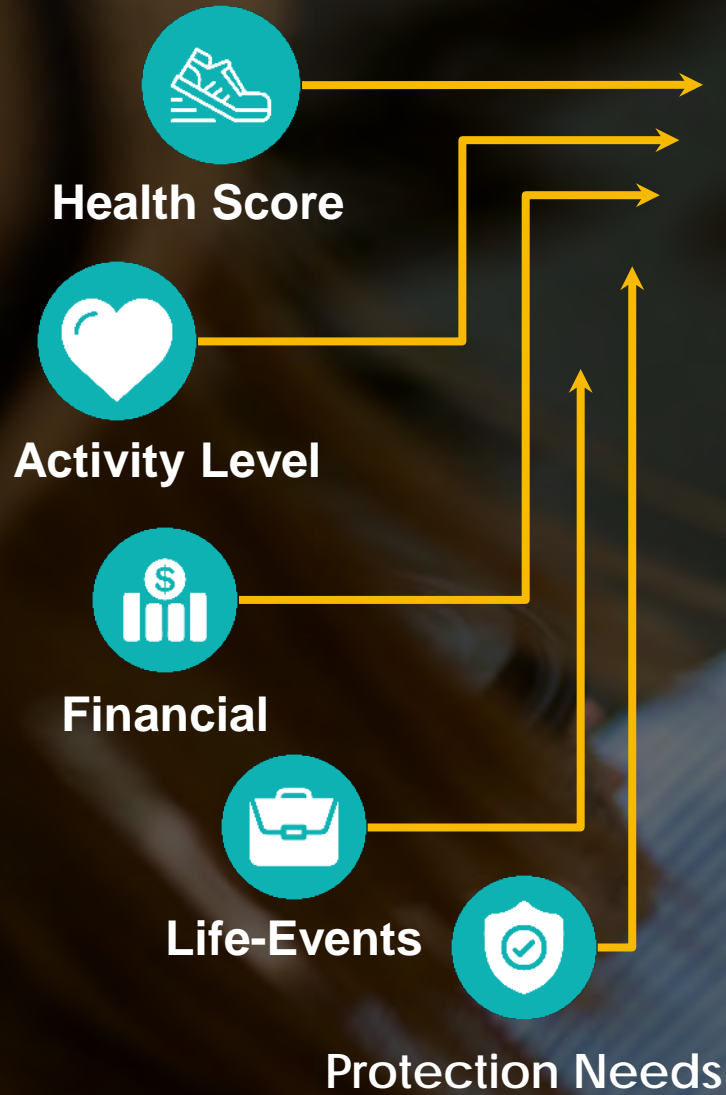 Health Score
Activity Level
$
Financial
Life-Events
Protection Needs